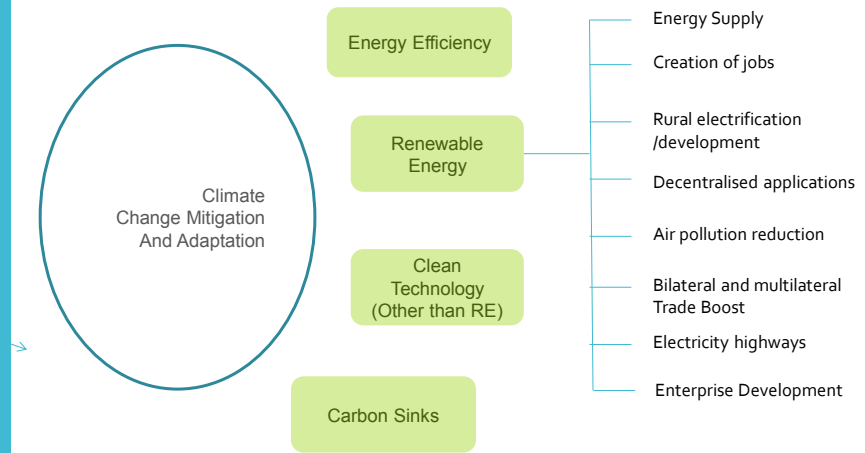 Climate
Change Mitigation
And Adaptation
Energy Efficiency
Renewable
Energy
Clean
Technology
(Other than RE)
Carbon Sinks
Energy Supply
Creation of jobs
Rural electrification
/development
Decentralised applications
Air pollution reduction
Bilateral and multilateral
Trade Boost
Electricity highways
Enterprise Development